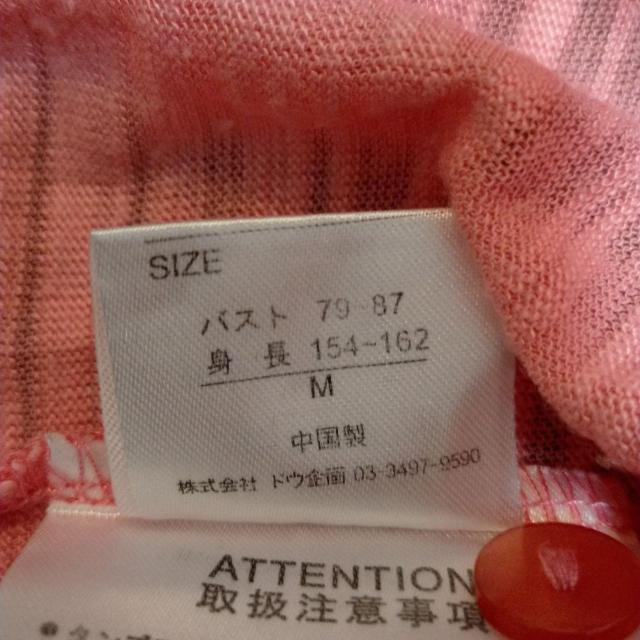 SIZE
バスト 79-87
身 長 154~162
M
中国製
株式会社 ドウ企画 03-3497-9590
ATTENTION
取扱注意事項